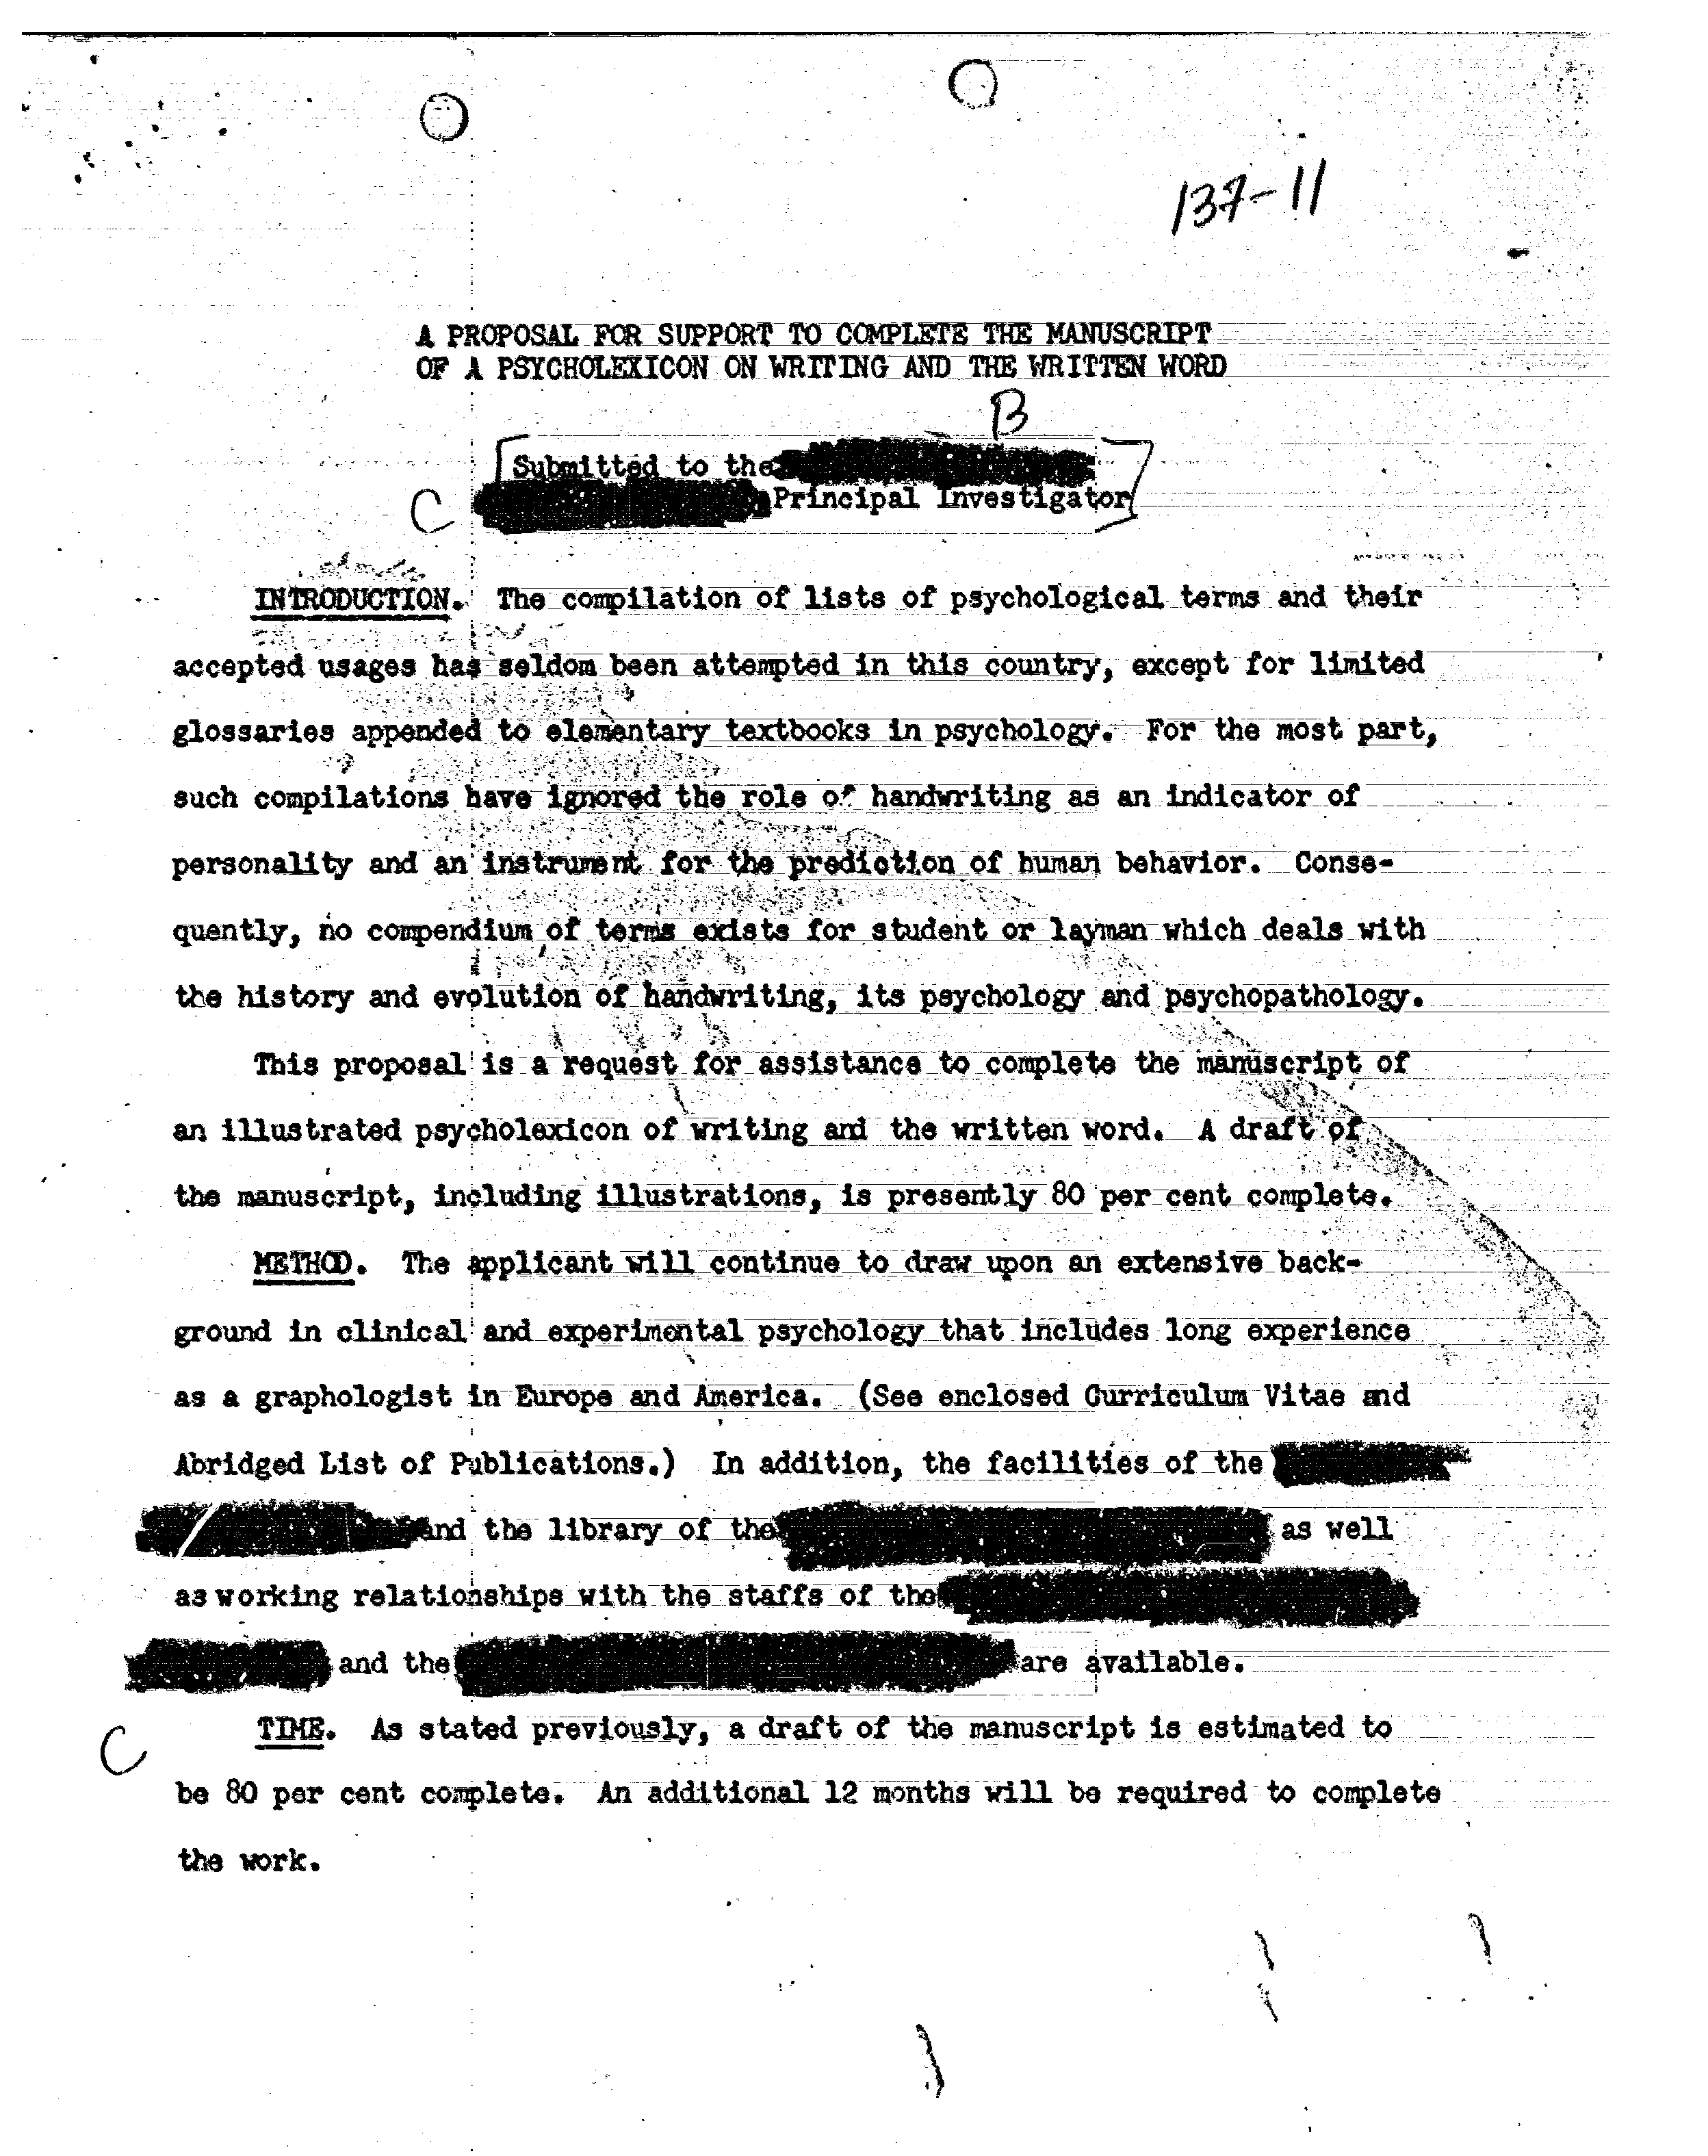 137-11
A PROPOSAL FOR SUPPORT TO COMPLETE THE MANUSCRIPT
OF A PSYCHOLEXICON ON WRITING AND THE WRITTEN WORD
B
Submitted to the
C
Principal Investigator
INTRODUCTION. The compilation of lists of psychological terms and their
accepted usages has seldom been attempted in this country, except for limited
glossaries appended to elementary textbooks in psychology. For the most part,
such compilations have ignored the role of handwriting as an indicator of
personality and an instrument for the prediction of human behavior. Conse-
quently, no compendium of terms exists for student or layman which deals with
the history and evolution of handwriting, its psychology and psychopathology.
This proposal is a request for assistance to complete the manuscript of
an illustrated psycholexicon of writing and the written word. A draft of
the manuscript, including illustrations, is presently 80 per cent complete.
METHOD. The applicant will continue to draw upon an extensive back-
ground in clinical and experimental psychology that includes long experience
as a graphologist in Europe and America. (See enclosed Curriculum Vitae and
Abridged List of Publications.) In addition, the facilities of the
and the library of the as well
as working relationships with the staffs of the
and the are available.
C
TIME. As stated previously, a draft of the manuscript is estimated to
be 80 per cent complete. An additional 12 months will be required to complete
the work.